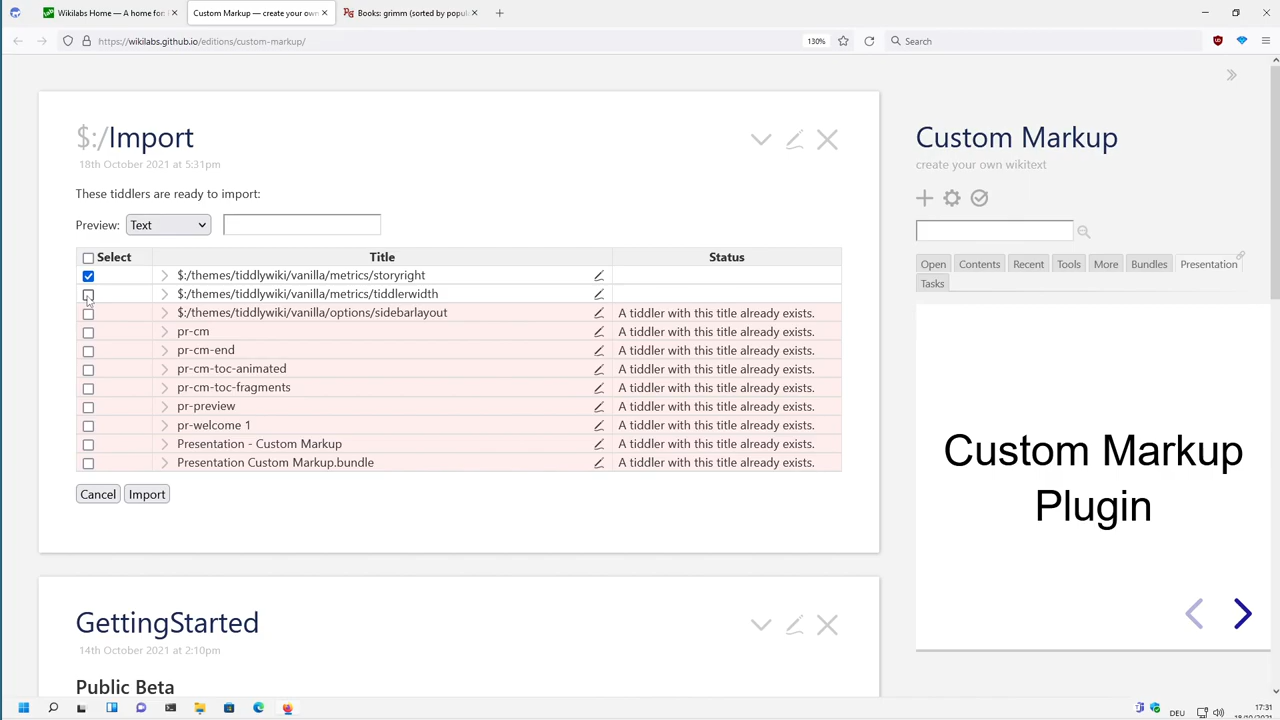 Wikilabs Home — A home for
Custom Markup — create your own
Books: grimm (sorted by popul
https://wikilabs.github.io/editions/custom-markup/
130%
Search
$:/Import
18th October 2021 at 5:31pm
These tiddlers are ready to import:
Preview: Text
Select Title Status
$:/themes/tiddlywiki/vanilla/metrics/storyright
$:/themes/tiddlywiki/vanilla/metrics/tiddlerwidth
$:/themes/tiddlywiki/vanilla/options/sidebarlayout A tiddler with this title already exists.
pr-cm A tiddler with this title already exists.
pr-cm-end A tiddler with this title already exists.
pr-cm-toc-animated A tiddler with this title already exists.
pr-cm-toc-fragments A tiddler with this title already exists.
pr-preview A tiddler with this title already exists.
pr-welcome 1 A tiddler with this title already exists.
Presentation - Custom Markup A tiddler with this title already exists.
Presentation Custom Markup.bundle A tiddler with this title already exists.
Cancel Import
GettingStarted
14th October 2021 at 2:10pm
Public Beta
Custom Markup
create your own wikitext
Open Contents Recent Tools More Bundles Presentation
Tasks
Custom Markup
Plugin
DEU
17:31
18/10/2021